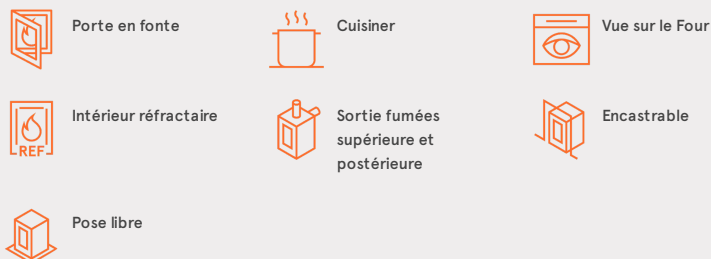 Porte en fonte
Cuisiner
Vue sur le Four
Intérieur réfractaire
REF
Sortie fumées
supérieure et
postérieure
Encastrable
Pose libre